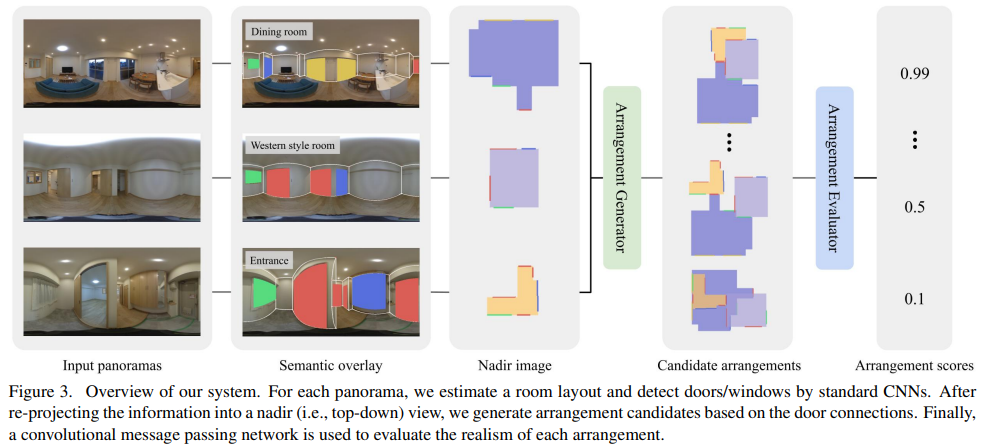 Dining room
Western style room
Entrance
Arrangement Generator
Arrangement Evaluator
0.99
0.5
0.1
Input panoramas
Semantic overlay
Nadir image
Candidate arrangements
Arrangement scores
Figure 3. Overview of our system. For each panorama, we estimate a room layout and detect doors/windows by standard CNNs. After
re-projecting the information into a nadir (i.e., top-down) view, we generate arrangement candidates based on the door connections. Finally,
a convolutional message passing network is used to evaluate the realism of each arrangement.